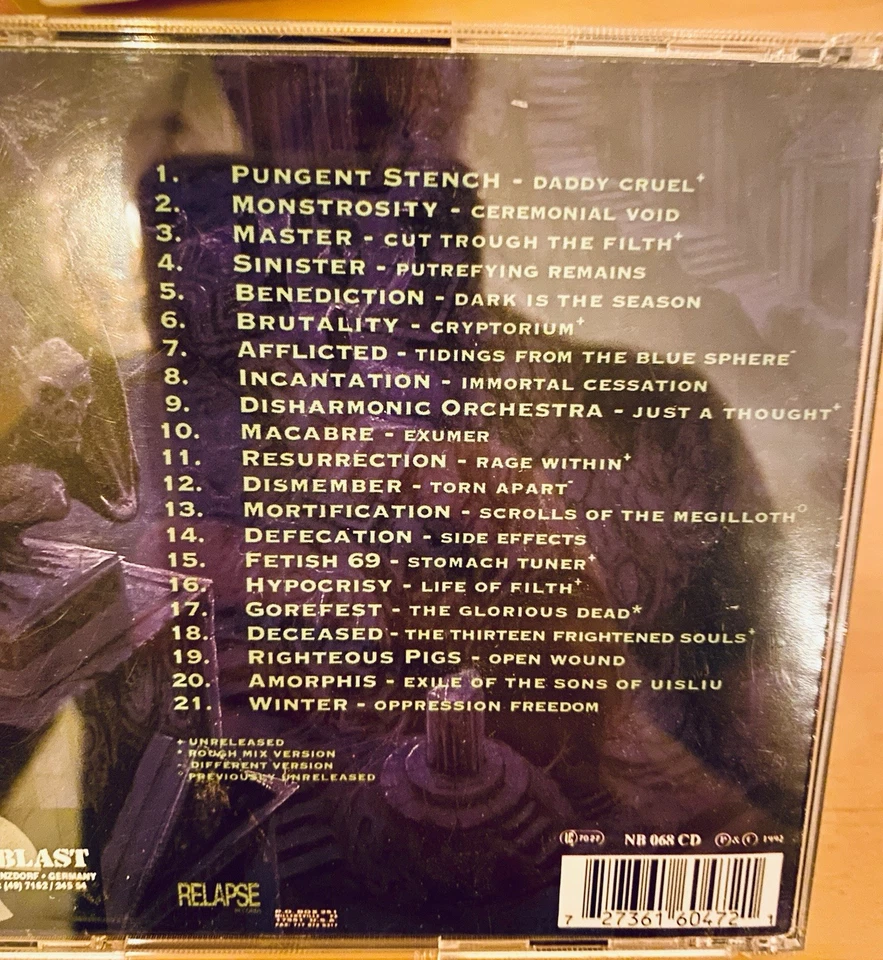 1. PUNGENT STENCH - DADDY CRUEL+
2. MONSTROSITY - CEREMONIAL VOID
3. MASTER - CUT TROUGH THE FILTH+
4. SINISTER - PUTREFYING REMAINS
5. BENEDICTION - DARK IS THE SEASON
6. BRUTALITY - CRYPTORIUM+
7. AFFLICTED - TIDINGS FROM THE BLUE SPHERE-
8. INCANTATION - IMMORTAL CESSATION
9. DISHARMONIC ORCHESTRA - JUST A THOUGHT+
10. MACABRE - EXUMER
11. RESURRECTION - RAGE WITHIN+
12. DISMEMBER - TORN APART-
13. MORTIFICATION - SCROLLS OF THE MEGILLOTH°
14. DEFECATION - SIDE EFFECTS
15. FETISH 69 - STOMACH TUNER+
16. HYPOCRISY - LIFE OF FILTH+
17. GOREFEST - THE GLORIOUS DEAD*
18. DECEASED - THE THIRTEEN FRIGHTENED SOULS+
19. RIGHTEOUS PIGS - OPEN WOUND
20. AMORPHIS - EXILE OF THE SONS OF UISLIU
21. WINTER - OPPRESSION FREEDOM
+ UNRELEASED
* ROUGH MIX VERSION
- DIFFERENT VERSION
° PREVIOUSLY UNRELEASED
NB 068 CD P & C 1992
BLAST
NZDORF • GERMANY
(49) 7162 / 245 54
RELAPSE
7 27361 60472 1